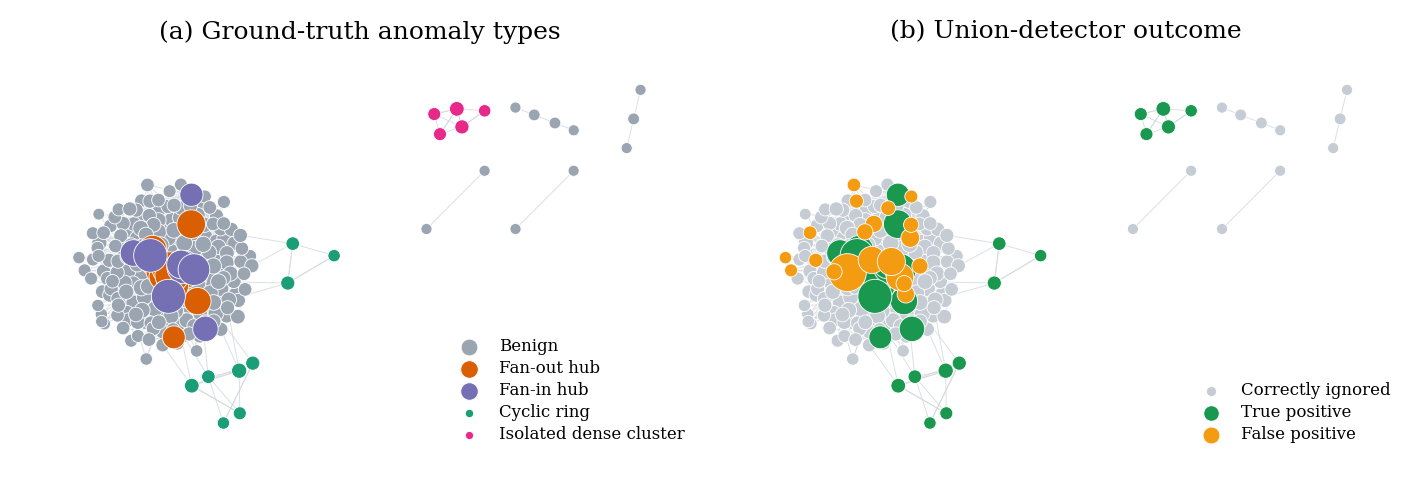 (a) Ground-truth anomaly types
(b) Union-detector outcome
Benign
Fan-out hub
Fan-in hub
Cyclic ring
Isolated dense cluster
Correctly ignored
True positive
False positive